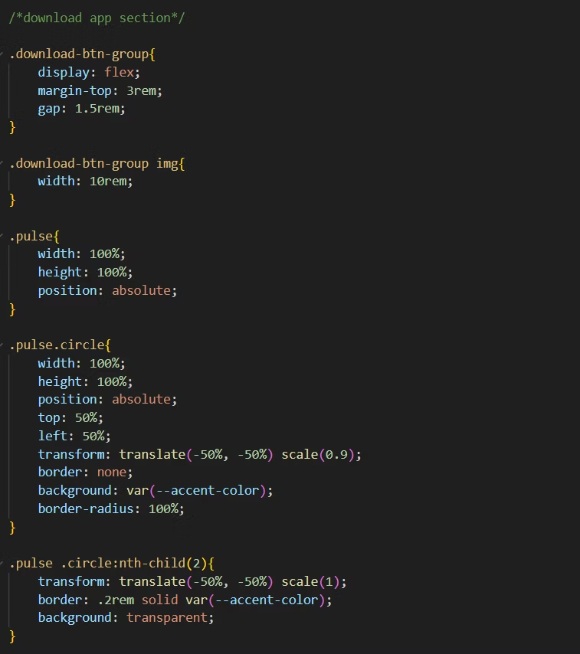 /*download app section*/
.download-btn-group{
display: flex;
margin-top: 3rem;
gap: 1.5rem;
}
.download-btn-group img{
width: 10rem;
}
.pulse{
width: 100%;
height: 100%;
position: absolute;
}
.pulse.circle{
width: 100%;
height: 100%;
position: absolute;
top: 50%;
left: 50%;
transform: translate(-50%, -50%) scale(0.9);
border: none;
background: var(--accent-color);
border-radius: 100%;
}
.pulse .circle:nth-child(2){
transform: translate(-50%, -50%) scale(1);
border: .2rem solid var(--accent-color);
background: transparent;
}